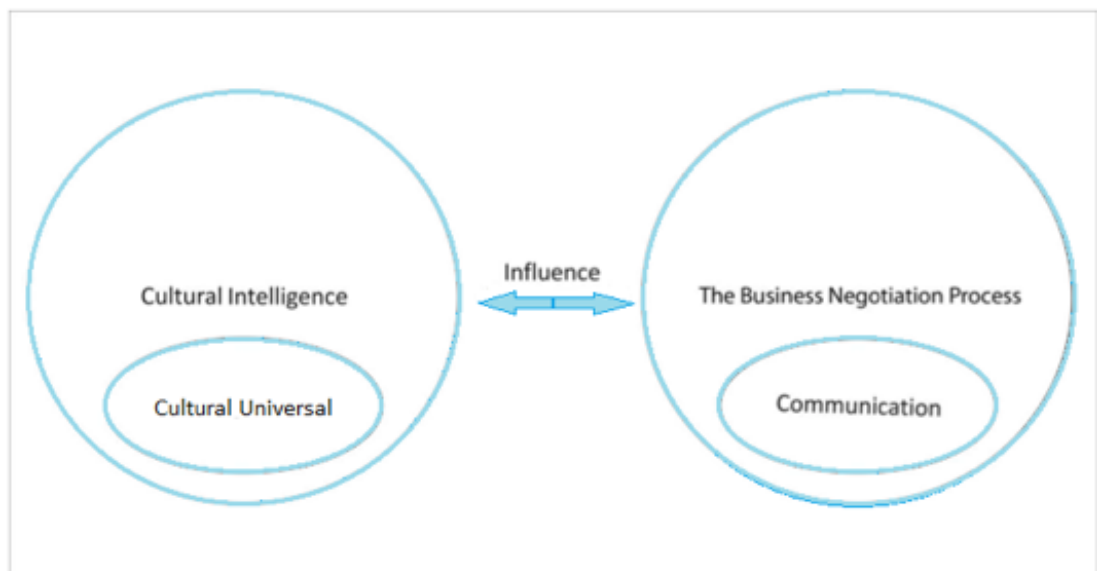 Influence
Cultural Intelligence
The Business Negotiation Process
Cultural Universal
Communication